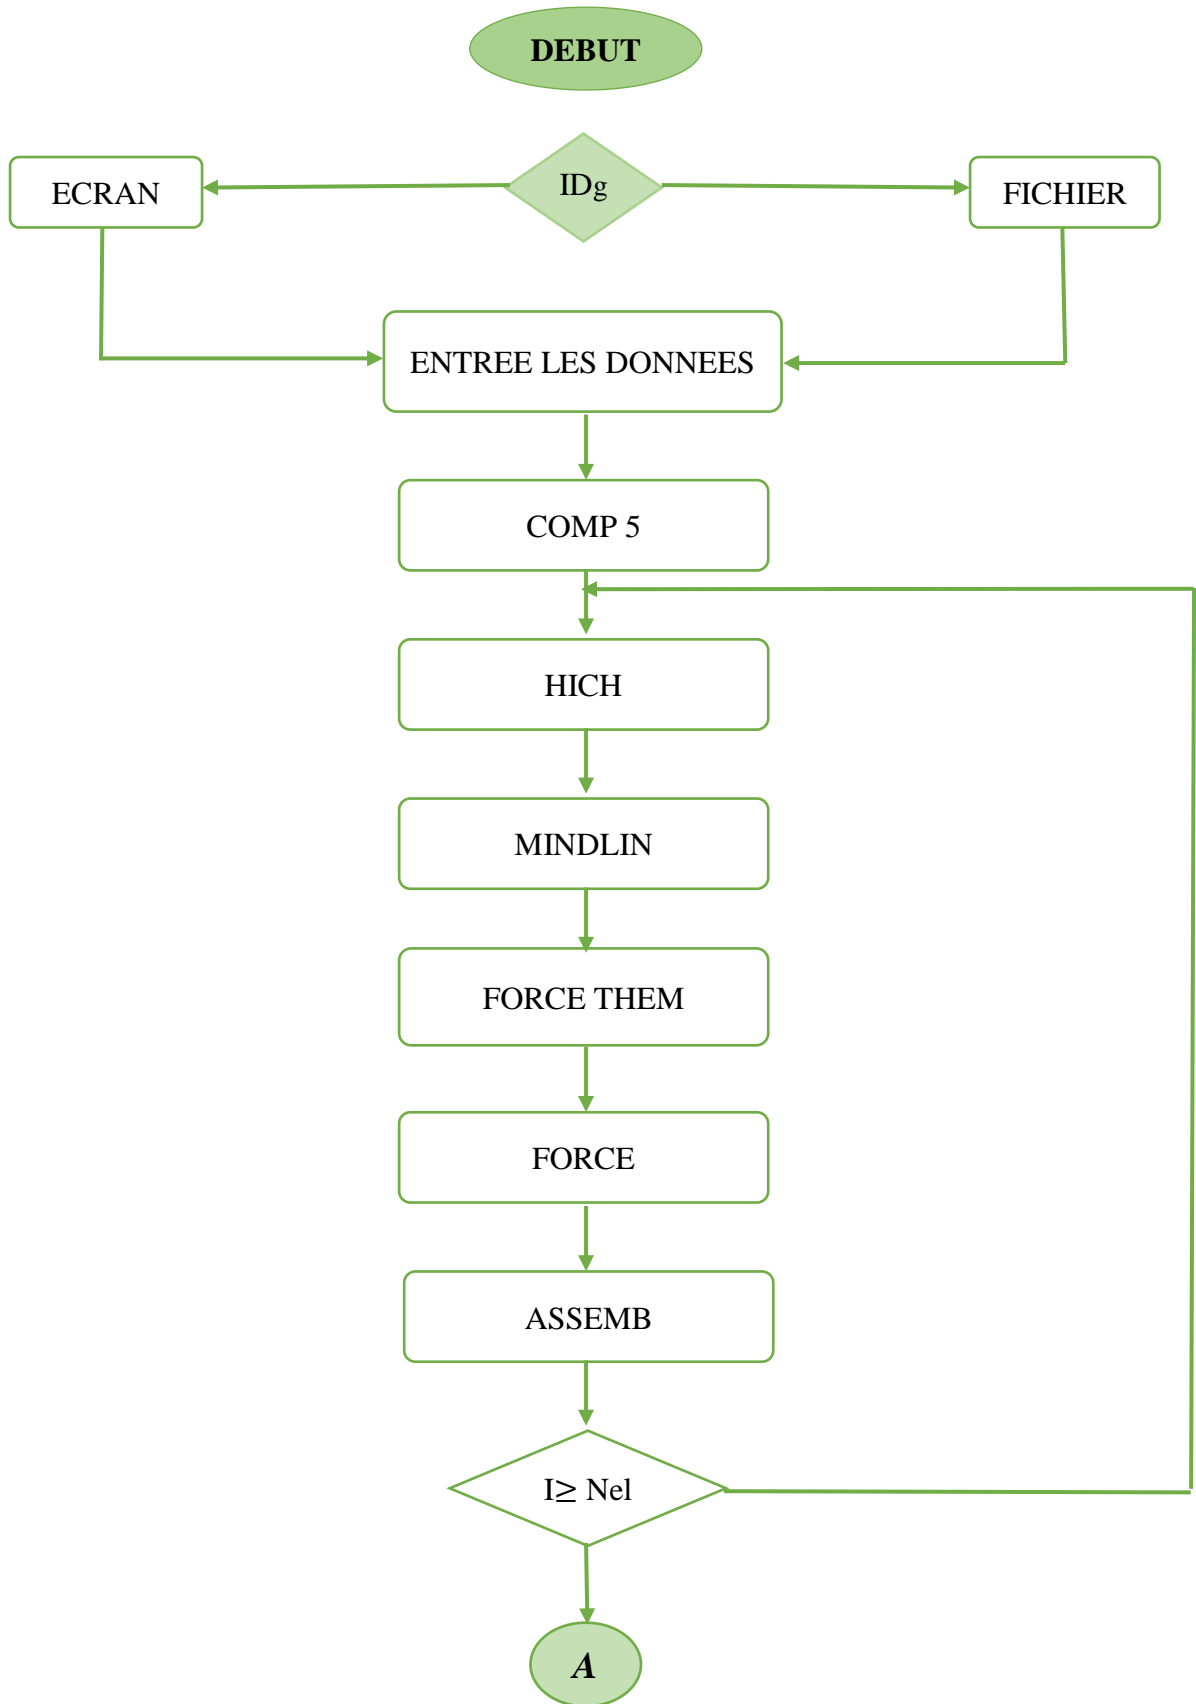 DEBUT
IDg
ECRAN
FICHIER
ENTREE LES DONNEES
COMP 5
HICH
MINDLIN
FORCE THEM
FORCE
ASSEMB
I≥ Nel
A